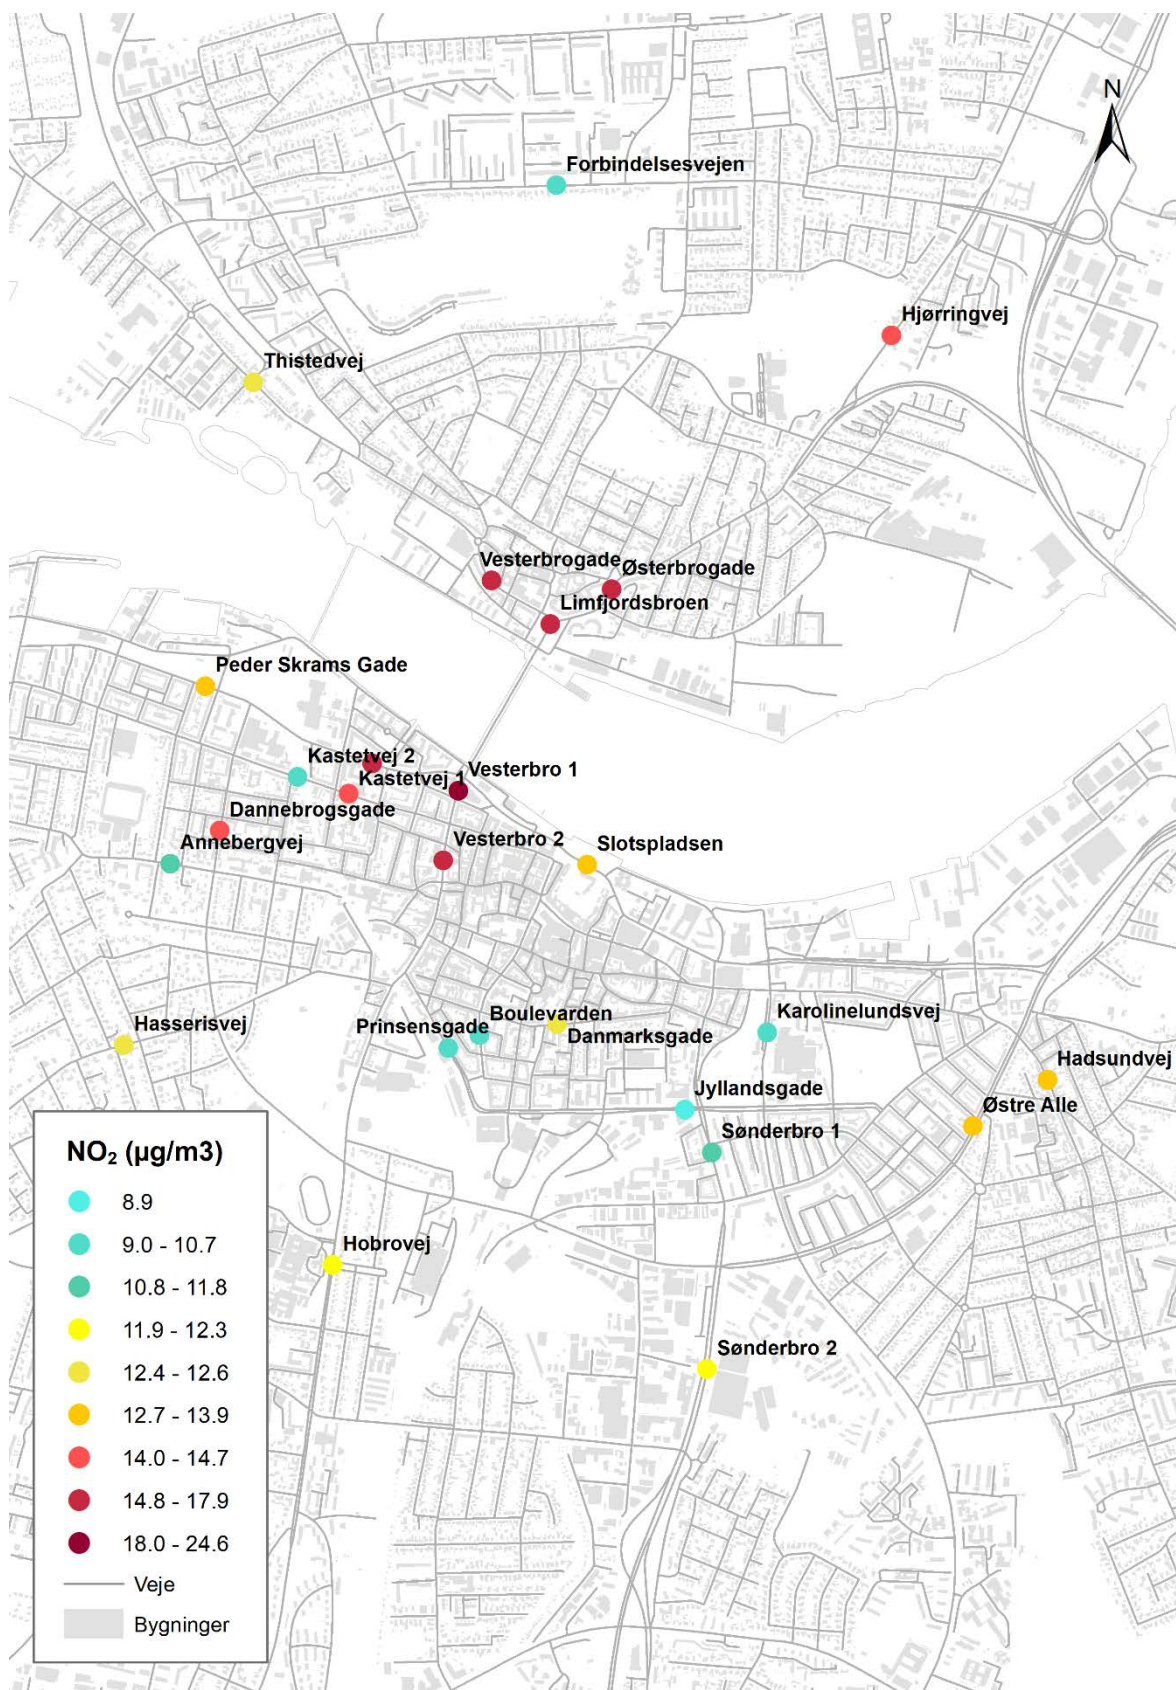 N
Forbindelsesvejen
Hjørringvej
Thistedvej
Vesterbrogade
Østerbrogade
Limfjordsbroen
Peder Skrams Gade
Kastetvej 2
Vesterbro 1
Kastetvej 1
Dannebrogsgade
Annebergvej
Vesterbro 2
Slotspladsen
Boulevarden
Karolinelundsvej
Hasserisvej
Prinsensgade
Danmarksgade
Hadsundvej
Jyllandsgade
Østre Alle
Sønderbro 1
Hobrovej
Sønderbro 2
NO₂ (µg/m3)
8.9
9.0 - 10.7
10.8 - 11.8
11.9 - 12.3
12.4 - 12.6
12.7 - 13.9
14.0 - 14.7
14.8 - 17.9
18.0 - 24.6
Veje
Bygninger